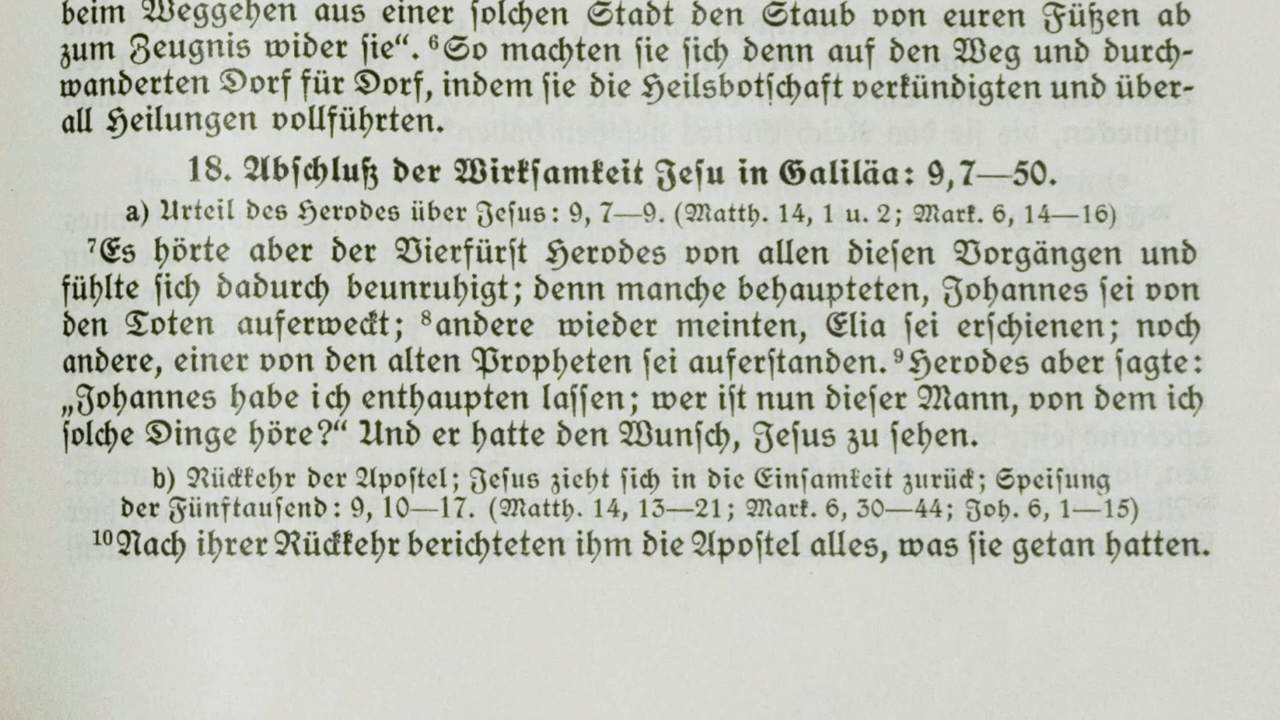 beim Weggehen aus einer solchen Stadt den Staub von euren Füßen ab
zum Zeugnis wider sie“. ⁶So machten sie sich denn auf den Weg und durch-
wanderten Dorf für Dorf, indem sie die Heilsbotschaft verkündigten und über-
all Heilungen vollführten.
18. Abschluß der Wirksamkeit Jesu in Galiläa: 9,7—50.
a) Urteil des Herodes über Jesus: 9, 7—9. (Matth. 14, 1 u. 2; Mark. 6, 14—16)
⁷Es hörte aber der Vierfürst Herodes von allen diesen Vorgängen und
fühlte sich dadurch beunruhigt; denn manche behaupteten, Johannes sei von
den Toten auferweckt; ⁸andere wieder meinten, Elia sei erschienen; noch
andere, einer von den alten Propheten sei auferstanden. ⁹Herodes aber sagte:
„Johannes habe ich enthaupten lassen; wer ist nun dieser Mann, von dem ich
solche Dinge höre?“ Und er hatte den Wunsch, Jesus zu sehen.
b) Rückkehr der Apostel; Jesus zieht sich in die Einsamkeit zurück; Speisung
der Fünftausend: 9, 10—17. (Matth. 14, 13—21; Mark. 6, 30—44; Joh. 6, 1—15)
¹⁰Nach ihrer Rückkehr berichteten ihm die Apostel alles, was sie getan hatten.